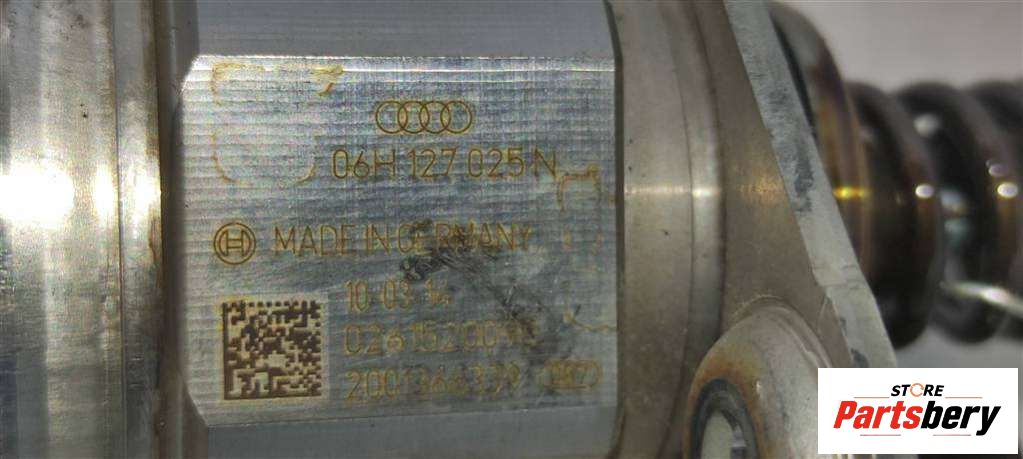 06H 127 025 N
MADE IN GERMANY
10 03 14
STORE
Partsbery